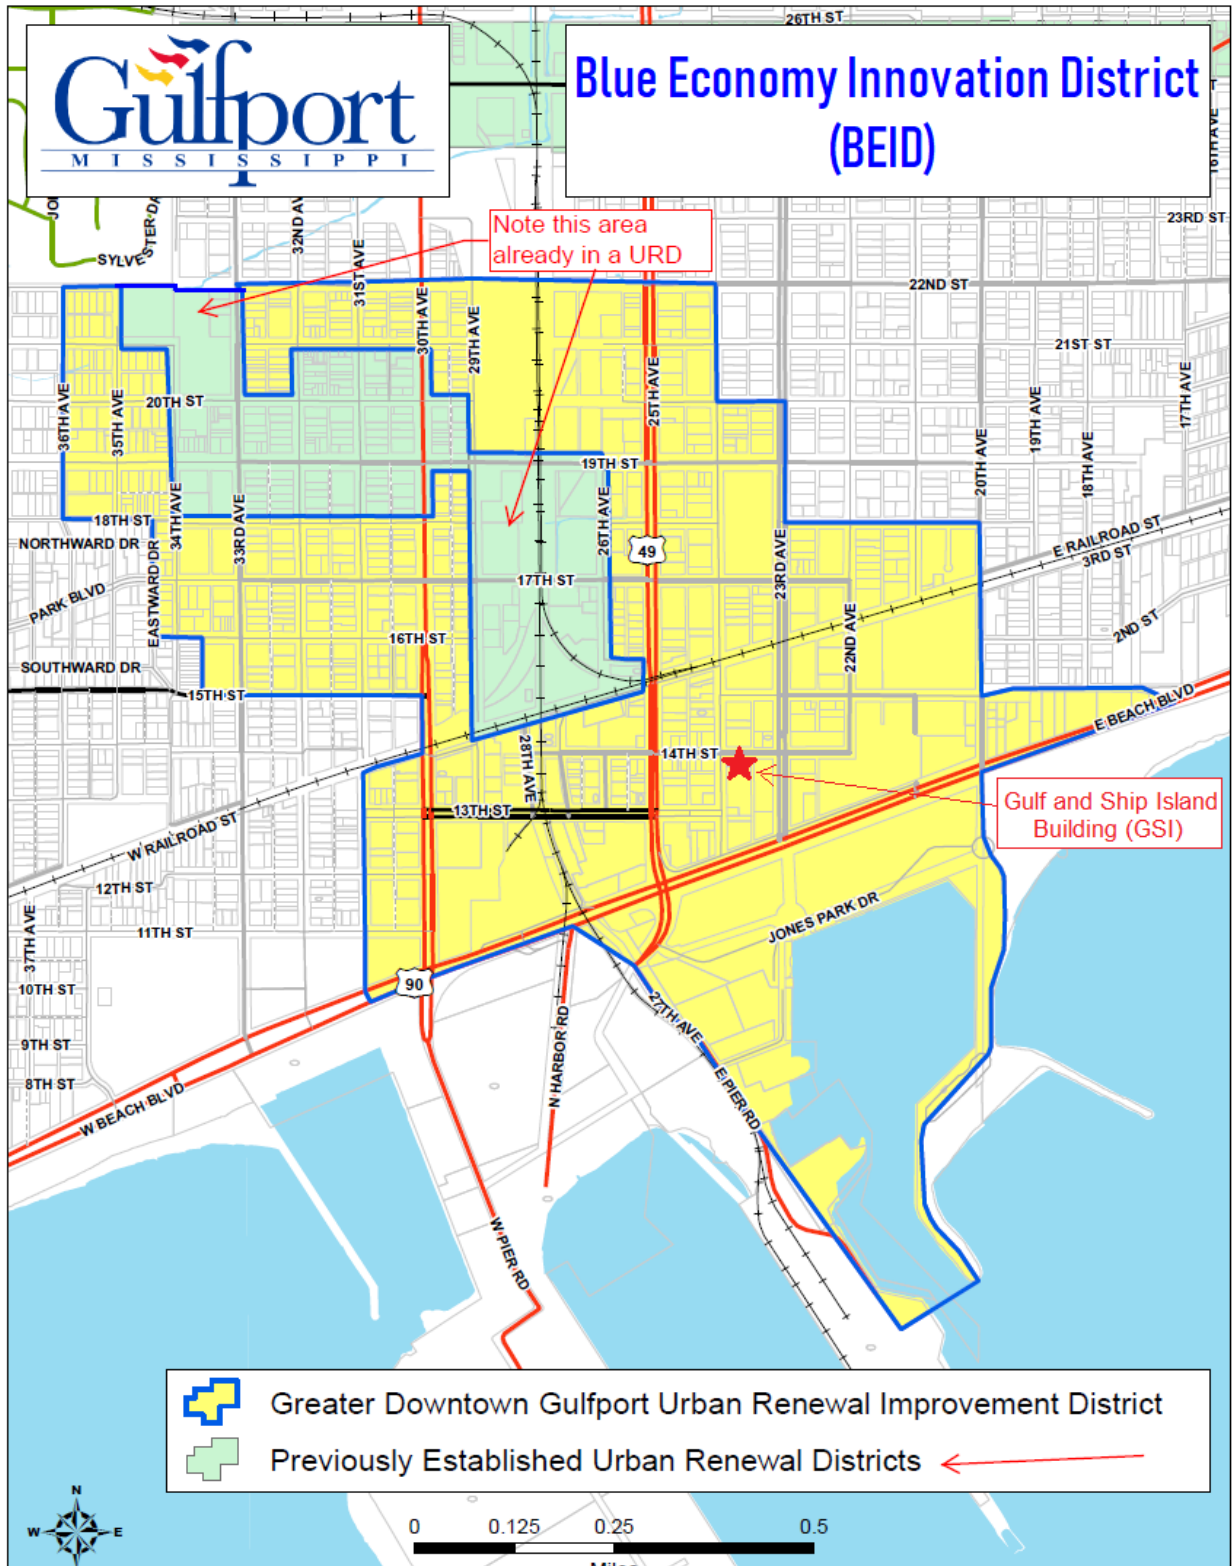 26TH ST
Gulfport
MISSISSIPPI
Blue Economy Innovation District
(BEID)
16TH AVE
23RD ST
SYLVESTER DA
32ND AV
31ST AVE
Note this area
already in a URD
22ND ST
30TH AVE
29TH AVE
25TH AVE
21ST ST
36TH AVE
35TH AVE
20TH ST
19TH AVE
17TH AVE
18TH AVE
20TH AVE
19TH ST
34TH AVE
33RD AVE
26TH AVE
18TH ST
NORTHWARD DR
49
23RD AVE
E RAILROAD ST
3RD ST
17TH ST
PARK BLVD
EASTWARD DR
22ND AVE
2ND ST
16TH ST
SOUTHWARD DR
15TH ST
E BEACH BLVD
28TH AVE
14TH ST
Gulf and Ship Island
Building (GSI)
13TH ST
W RAILROAD ST
12TH ST
37TH AVE
11TH ST
JONES PARK DR
10TH ST
90
27TH AVE
N HARBOR RD
9TH ST
8TH ST
W BEACH BLVD
E PIER RD
W PIER RD
Greater Downtown Gulfport Urban Renewal Improvement District
Previously Established Urban Renewal Districts
N
W
E
0
0.125
0.25
0.5
Miles